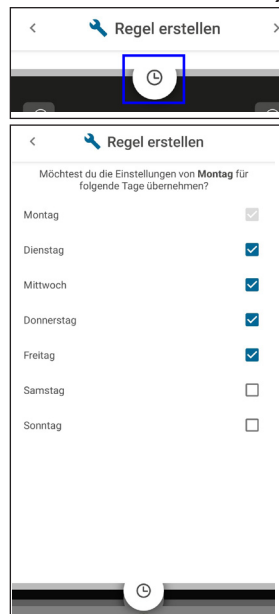 Regel erstellen
Regel erstellen
Möchtest du die Einstellungen von Montag für
folgende Tage übernehmen?
Montag
Dienstag
Mittwoch
Donnerstag
Freitag
Samstag
Sonntag